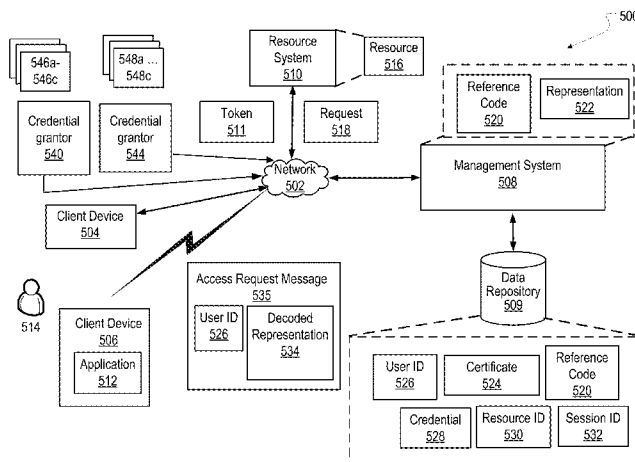 500
546a-
546c
548a ...
548c
Resource
System
510
Resource
516
Reference
Code
520
Representation
522
Credential
grantor
540
Credential
grantor
544
Token
511
Request
518
Network
502
Management System
508
Client Device
504
Data
Repository
509
514
Client Device
506
Application
512
Access Request Message
535
User ID
526
Decoded
Representation
534
User ID
526
Certificate
524
Reference
Code
520
Credential
528
Resource ID
530
Session ID
532